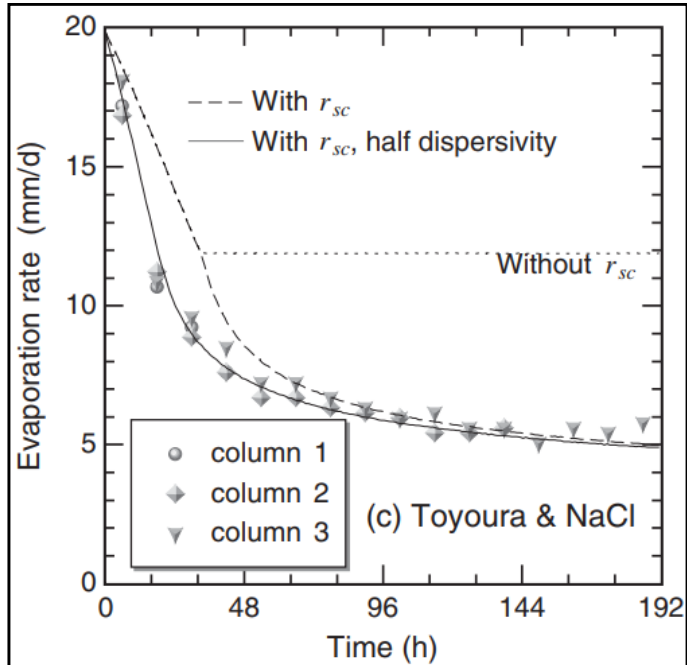 20
15
10
5
0
Evaporation rate (mm/d)
With r_sc
With r_sc, half dispersivity
Without r_sc
column 1
column 2
column 3
(c) Toyoura & NaCl
0 48 96 144 192
Time (h)